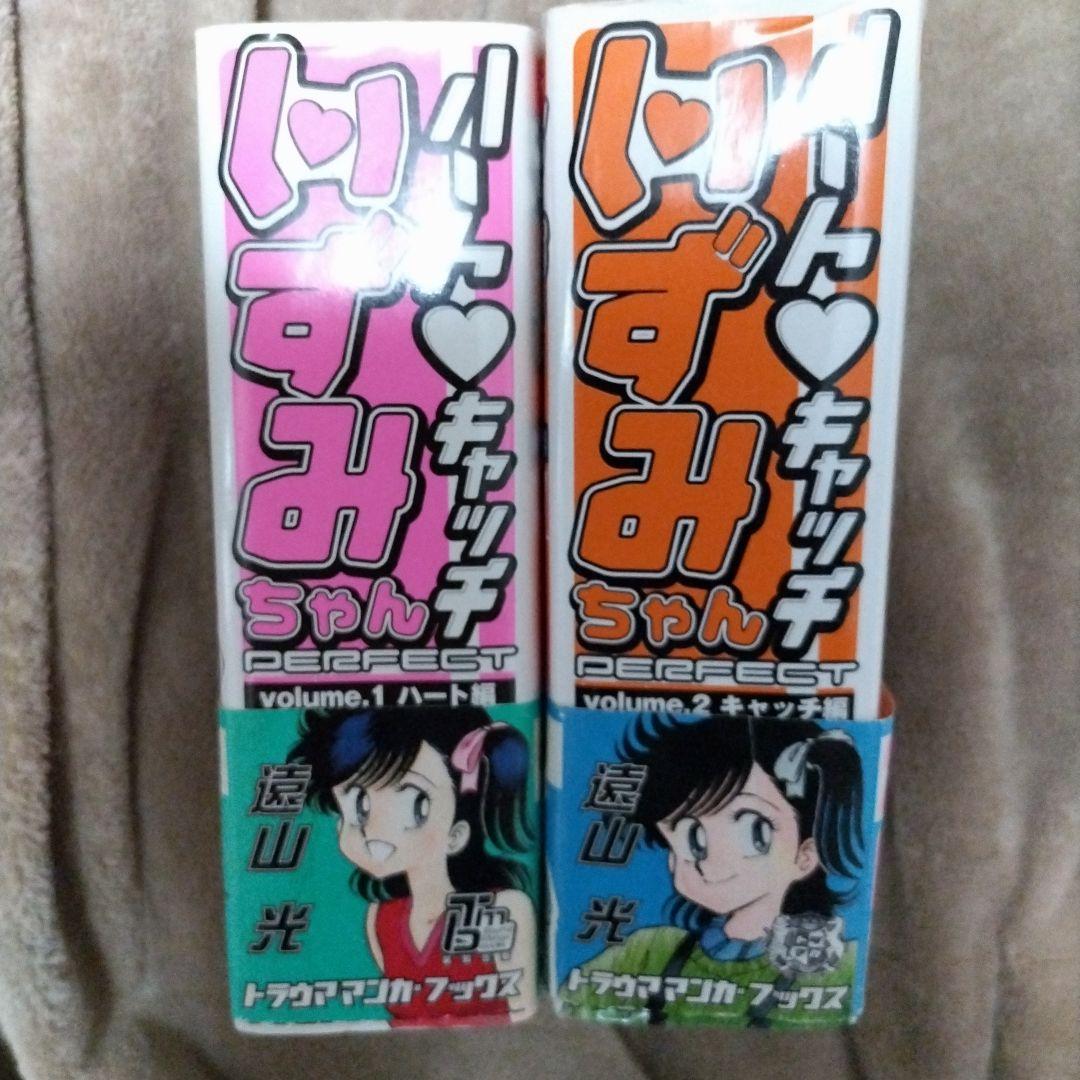 ハート♥キャッチ
いずみ
ちゃん
PERFECT
volume.1 ハート編
遠山 光
トラウママンガ・ブックス
ハート♥キャッチ
いずみ
ちゃん
PERFECT
volume.2 キャッチ編
遠山 光
トラウママンガ・ブックス